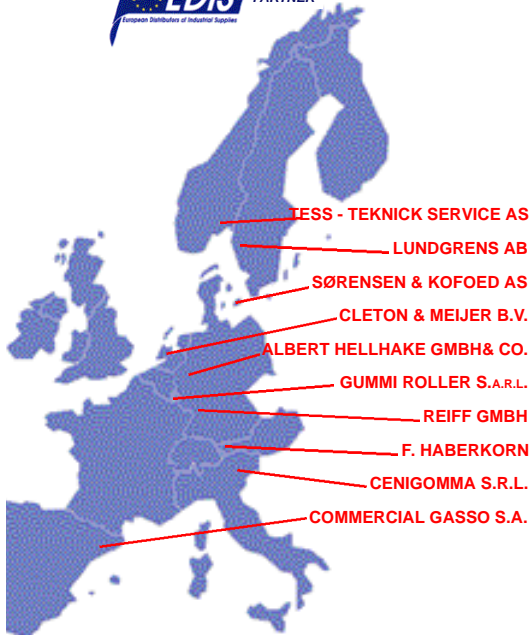 EDIS
PARTNER
European Distributors of Industrial Supplies
TESS - TEKNICK SERVICE AS
LUNDGRENS AB
SØRENSEN & KOFOED AS
CLETON & MEIJER B.V.
ALBERT HELLHAKE GMBH& CO.
GUMMI ROLLER S.A.R.L.
REIFF GMBH
F. HABERKORN
CENIGOMMA S.R.L.
COMMERCIAL GASSO S.A.